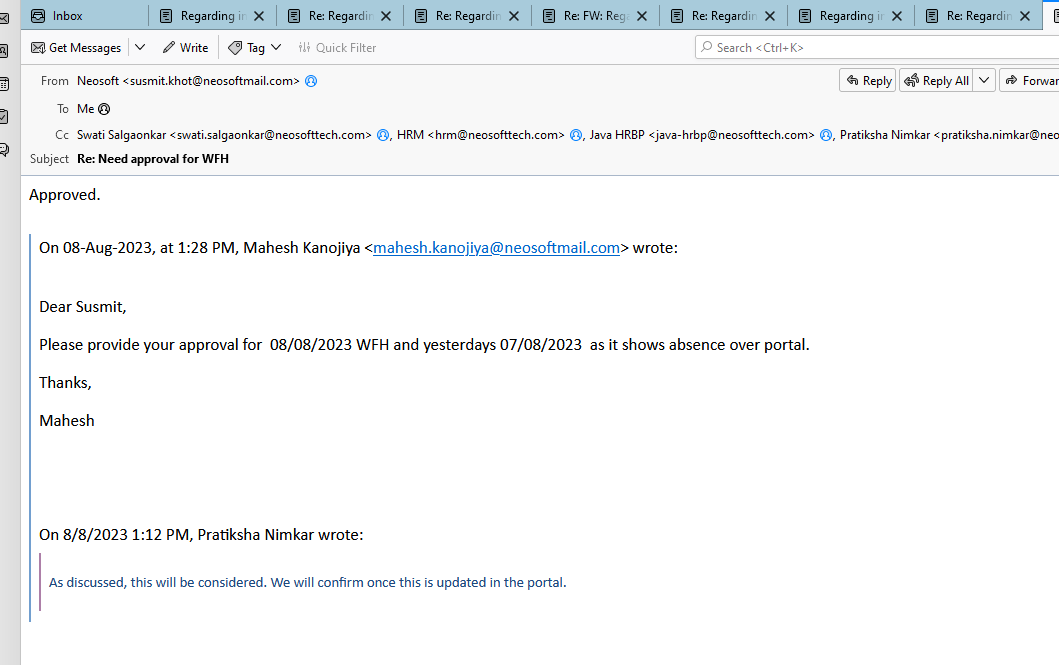 Inbox
Regarding in
Re: Regardin
Re: Regardin
Re: FW: Rega
Re: Regardin
Regarding in
Re: Regardin
Get Messages
Write
Tag
Quick Filter
Search <Ctrl+K>
From Neosoft <susmit.khot@neosoftmail.com>
Reply
Reply All
Forwar
To Me
Cc Swati Salgaonkar <swati.salgaonkar@neosofttech.com> , HRM <hrm@neosofttech.com> , Java HRBP <java-hrbp@neosofttech.com> , Pratiksha Nimkar <pratiksha.nimkar@neo
Subject Re: Need approval for WFH
Approved.
On 08-Aug-2023, at 1:28 PM, Mahesh Kanojiya <mahesh.kanojiya@neosoftmail.com> wrote:
Dear Susmit,
Please provide your approval for  08/08/2023 WFH and yesterdays 07/08/2023  as it shows absence over portal.
Thanks,
Mahesh
On 8/8/2023 1:12 PM, Pratiksha Nimkar wrote:
As discussed, this will be considered. We will confirm once this is updated in the portal.